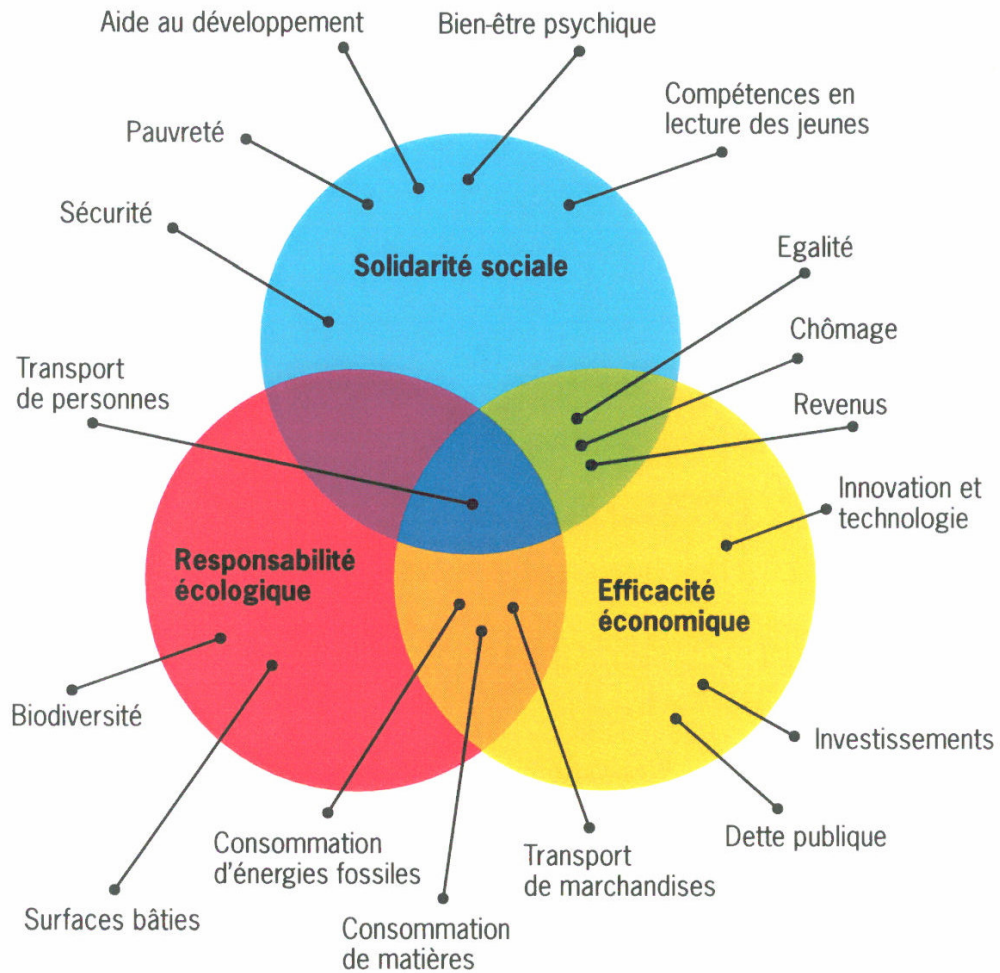 Aide au développement
Bien-être psychique
Compétences en
lecture des jeunes
Pauvreté
Sécurité
Solidarité sociale
Egalité
Chômage
Transport
de personnes
Revenus
Innovation et
technologie
Responsabilité
écologique
Efficacité
économique
Biodiversité
Investissements
Dette publique
Consommation
d'énergies fossiles
Transport
de marchandises
Surfaces bâties
Consommation
de matières